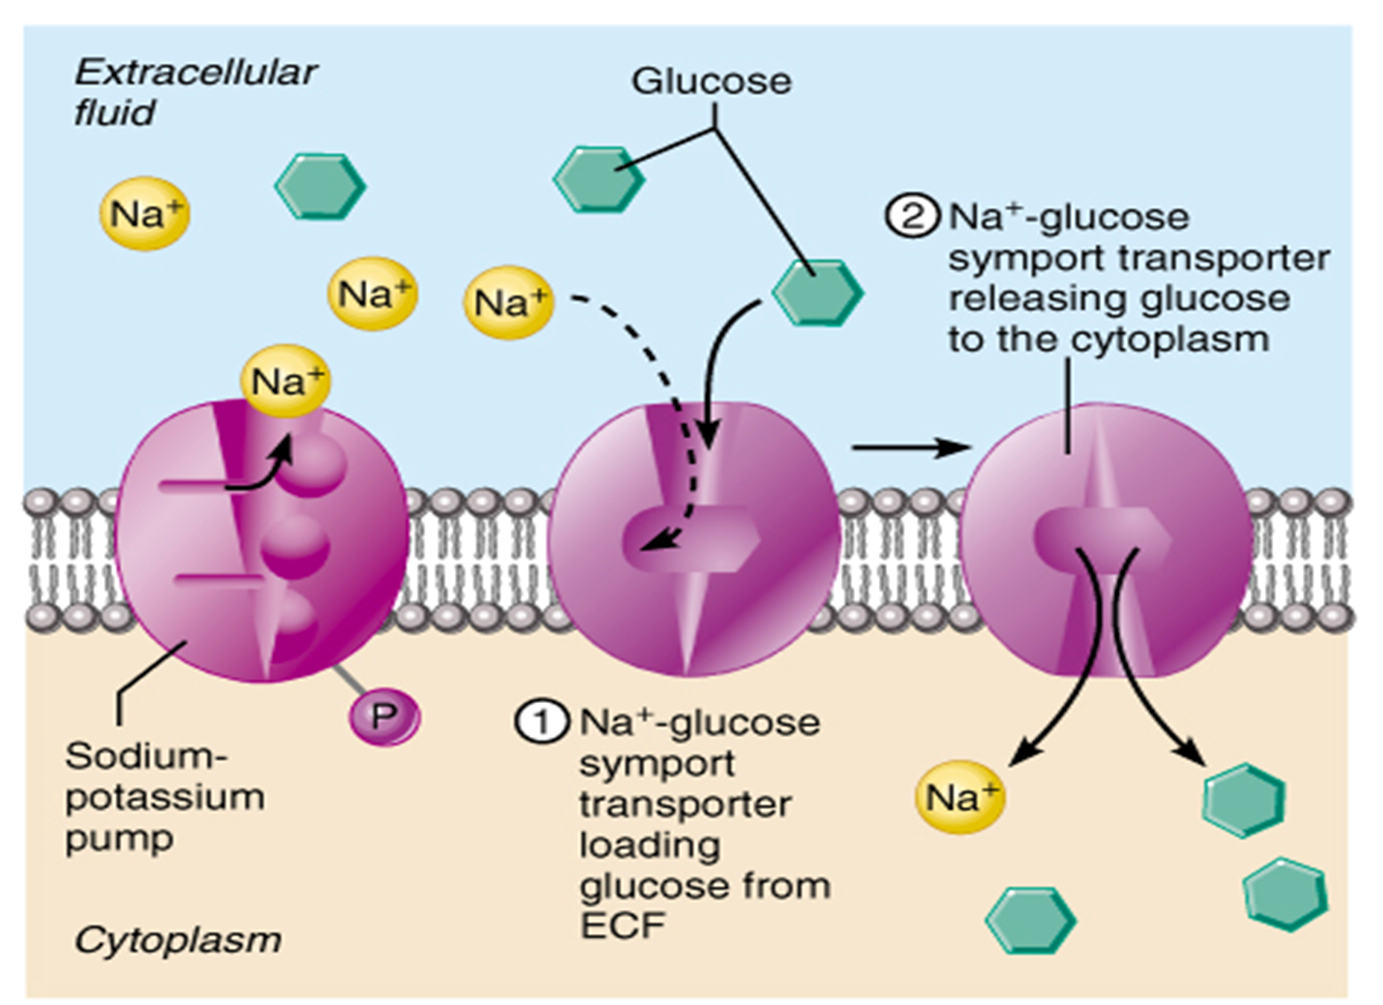 Extracellular
fluid
Glucose
Na+
Na+
Na+
Na+
② Na+-glucose
symport transporter
releasing glucose
to the cytoplasm
P
Sodium-
potassium
pump
① Na+-glucose
symport
transporter
loading
glucose from
ECF
Na+
Cytoplasm